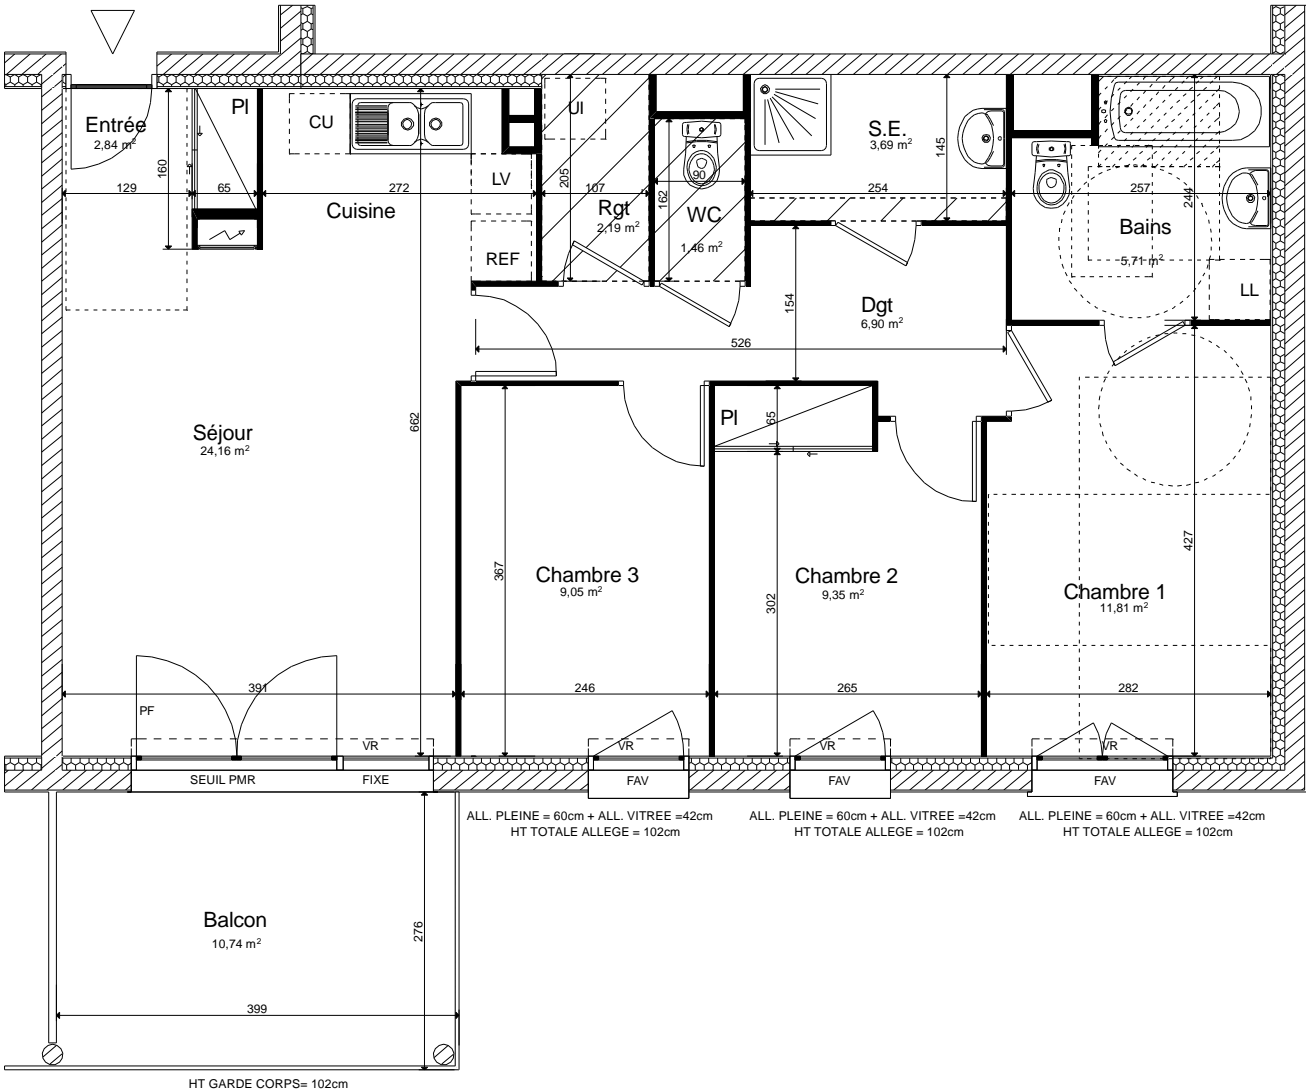 Entrée
2,84 m²
Pl
160
129
65
272
CU
Cuisine
LV
REF
UI
205
107
Rgt
2,19 m²
162
90
WC
1.46 m²
S.E.
3,69 m²
145
254
257
244
Bains
5,71 m²
LL
154
Dgt
6,90 m²
526
Séjour
24,16 m²
662
Pl
65
367
Chambre 3
9,05 m²
302
Chambre 2
9,35 m²
427
Chambre 1
11,81 m²
391
246
265
282
PF
VR
VR
VR
VR
SEUIL PMR
FIXE
FAV
FAV
FAV
ALL. PLEINE = 60cm + ALL. VITREE =42cm
HT TOTALE ALLEGE = 102cm
ALL. PLEINE = 60cm + ALL. VITREE =42cm
HT TOTALE ALLEGE = 102cm
ALL. PLEINE = 60cm + ALL. VITREE =42cm
HT TOTALE ALLEGE = 102cm
Balcon
10,74 m²
276
399
HT GARDE CORPS= 102cm